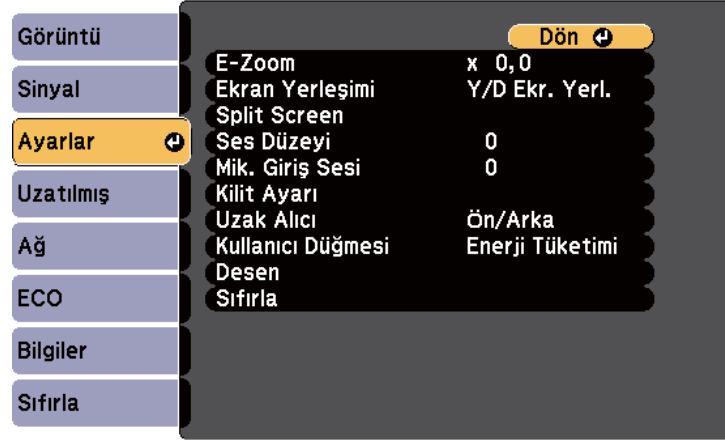 Görüntü
Sinyal
Ayarlar
Uzatılmış
Ağ
ECO
Bilgiler
Sıfırla
Dön
E-Zoom x 0,0
Ekran Yerleşimi Y/D Ekr. Yerl.
Split Screen
Ses Düzeyi 0
Mik. Giriş Sesi 0
Kilit Ayarı
Uzak Alıcı Ön/Arka
Kullanıcı Düğmesi Enerji Tüketimi
Desen
Sıfırla